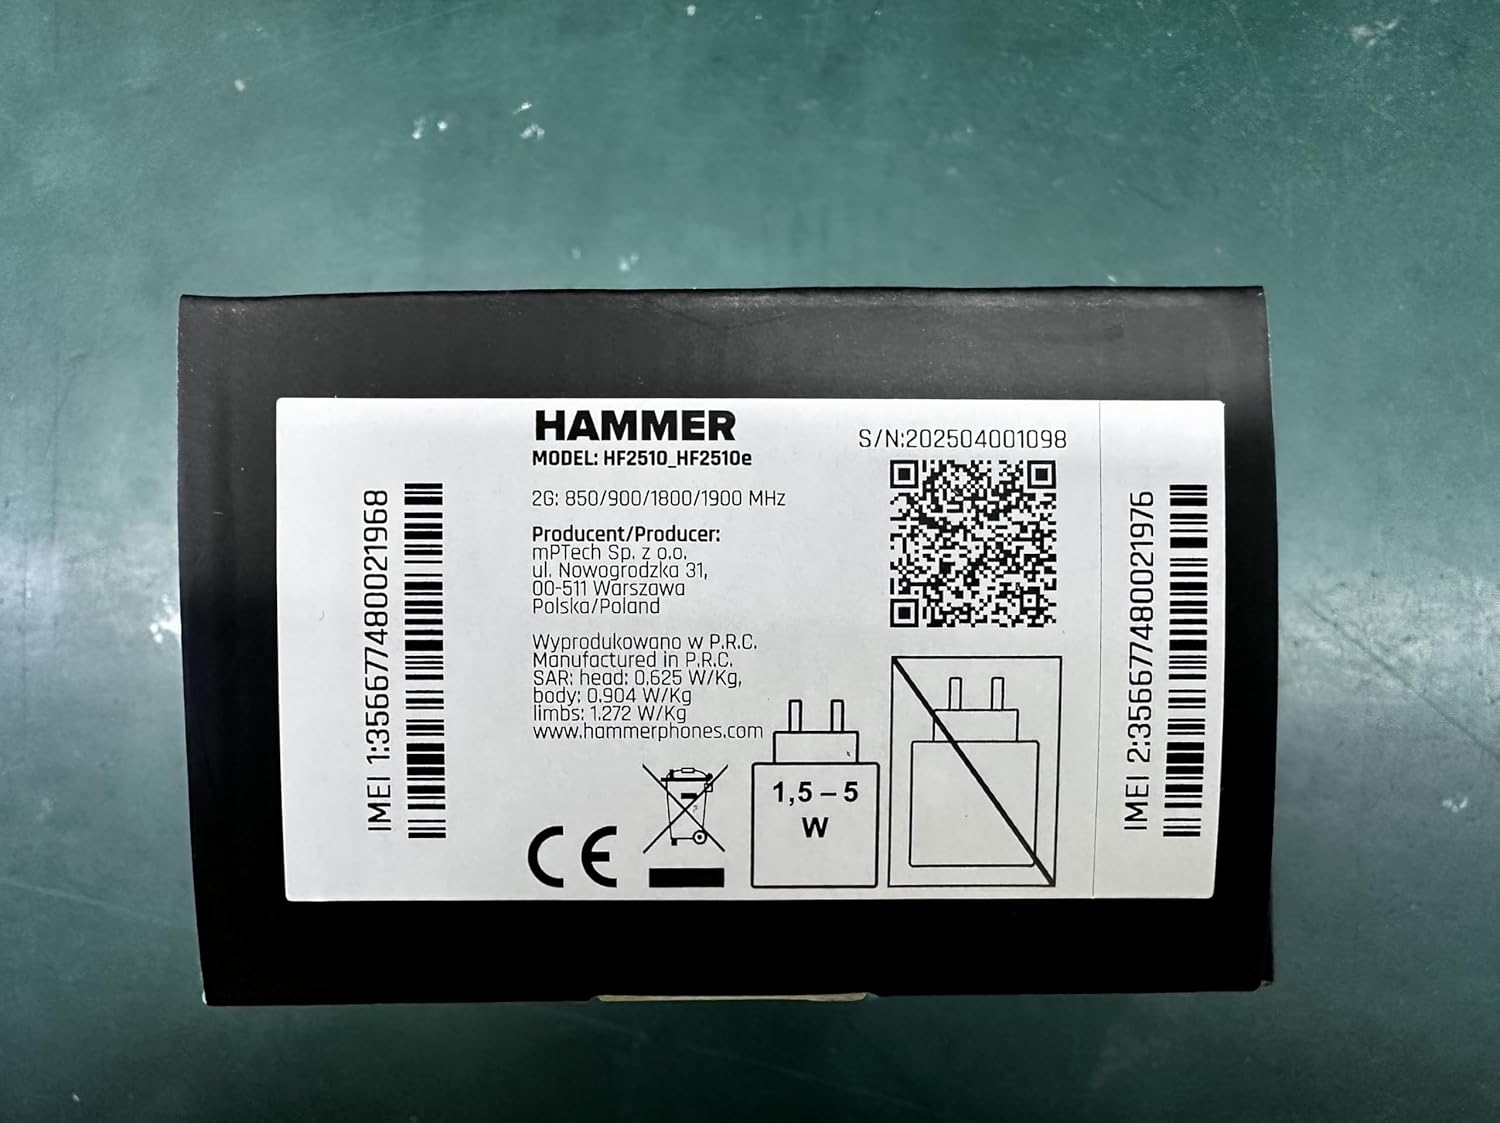 HAMMER
MODEL: HF2510_HF2510e
2G: 850/900/1800/1900 MHz
Producent/Producer:
mPTech Sp. z o.o.
ul. Nowogrodzka 31,
00-511 Warszawa
Polska/Poland
Wyprodukowano w P.R.C.
Manufactured in P.R.C.
SAR: head: 0,625 W/Kg,
body: 0,904 W/Kg
limbs: 1.272 W/Kg
www.hammerphones.com
CE
1,5 – 5
W
S/N:202504001098
IMEI 1:356677480021968
IMEI 2:356677480021976